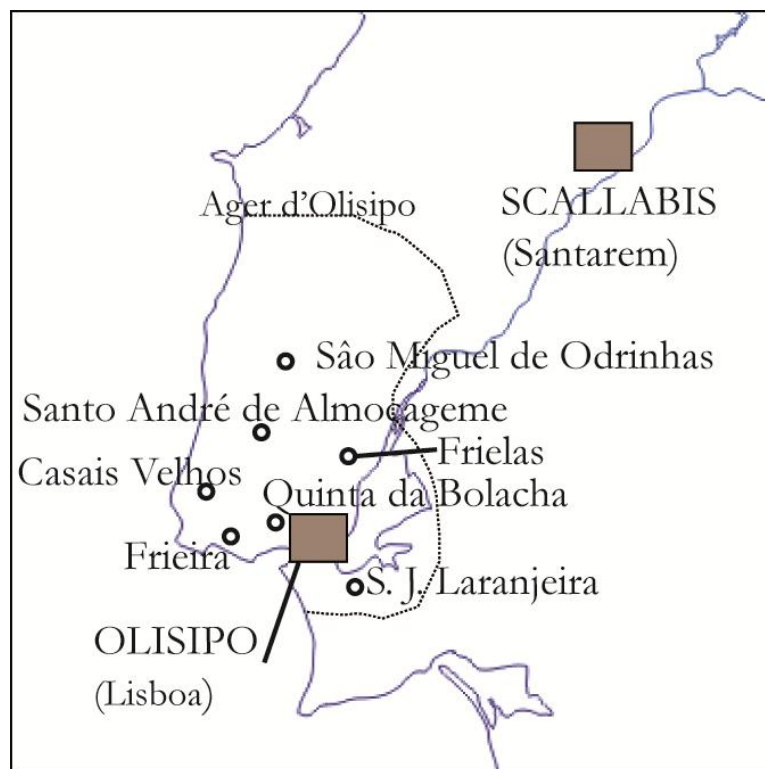 Ager d'Olisipo
SCALLABIS
(Santarem)
Sâo Miguel de Odrinhas
Santo André de Almoçageme
Frielas
Casais Velhos
Quinta da Bolacha
Frieira
S. J. Laranjeira
OLISIPO
(Lisboa)